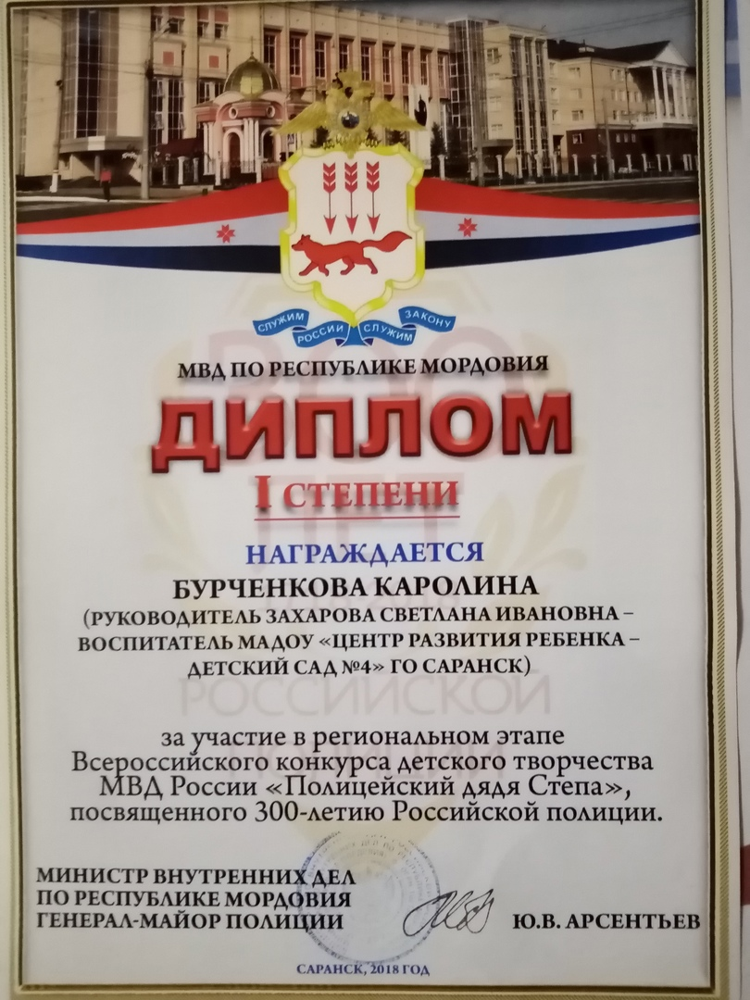 СЛУЖИМ РОССИИ СЛУЖИМ ЗАКОНУ
МВД ПО РЕСПУБЛИКЕ МОРДОВИЯ
ДИПЛОМ
I СТЕПЕНИ
НАГРАЖДАЕТСЯ
БУРЧЕНКОВА КАРОЛИНА
(РУКОВОДИТЕЛЬ ЗАХАРОВА СВЕТЛАНА ИВАНОВНА –
ВОСПИТАТЕЛЬ МАДОУ «ЦЕНТР РАЗВИТИЯ РЕБЕНКА –
ДЕТСКИЙ САД №4» ГО САРАНСК)
РОССИЙСКОЙ
за участие в региональном этапе
Всероссийского конкурса детского творчества
МВД России «Полицейский дядя Степа»,
посвященного 300-летию Российской полиции.
МИНИСТР ВНУТРЕННИХ ДЕЛ
ПО РЕСПУБЛИКЕ МОРДОВИЯ
ГЕНЕРАЛ-МАЙОР ПОЛИЦИИ Ю.В. АРСЕНТЬЕВ
САРАНСК, 2018 ГОД